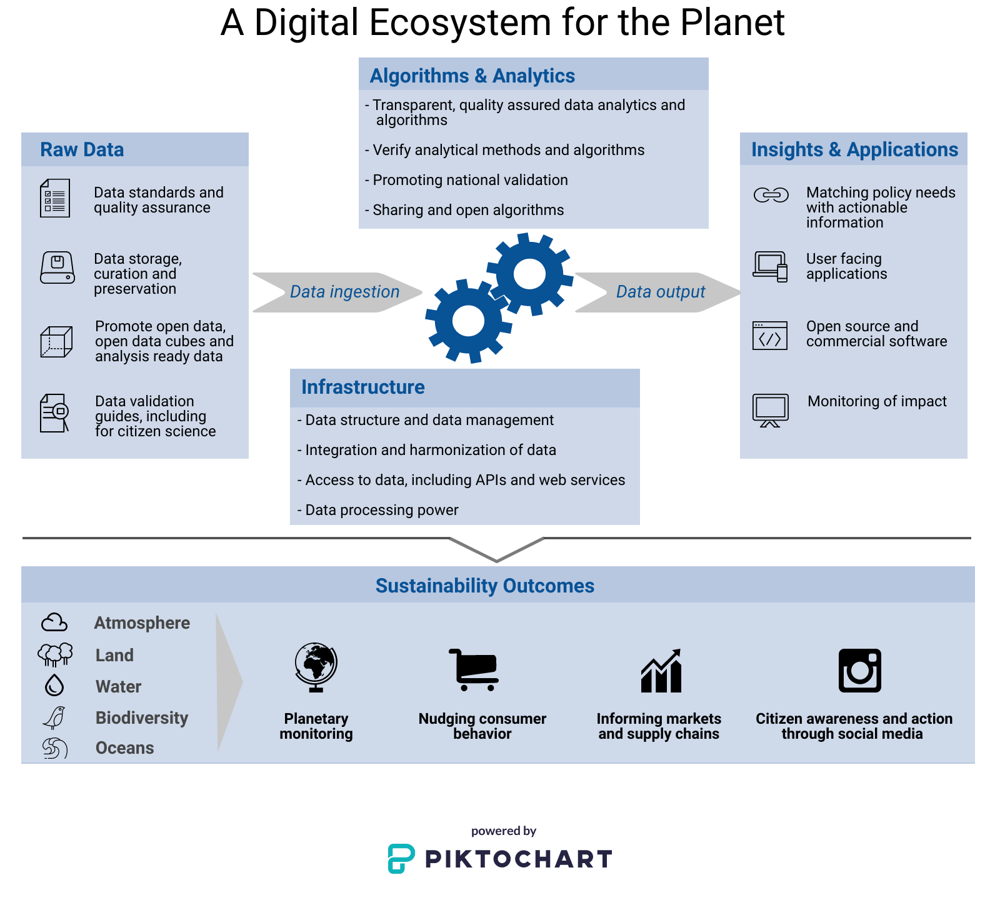 A Digital Ecosystem for the Planet
Algorithms & Analytics
- Transparent, quality assured data analytics and
algorithms
- Verify analytical methods and algorithms
- Promoting national validation
- Sharing and open algorithms
Raw Data
Data standards and
quality assurance
Data storage,
curation and
preservation
Promote open data,
open data cubes and
analysis ready data
Data validation
guides, including
for citizen science
Data ingestion
Data output
Insights & Applications
Matching policy needs
with actionable
information
User facing
applications
Open source and
commercial software
Monitoring of impact
Infrastructure
- Data structure and data management
- Integration and harmonization of data
- Access to data, including APIs and web services
- Data processing power
Sustainability Outcomes
Atmosphere
Land
Water
Biodiversity
Oceans
Planetary
monitoring
Nudging consumer
behavior
Informing markets
and supply chains
Citizen awareness and action
through social media
powered by
PIKTOCHART